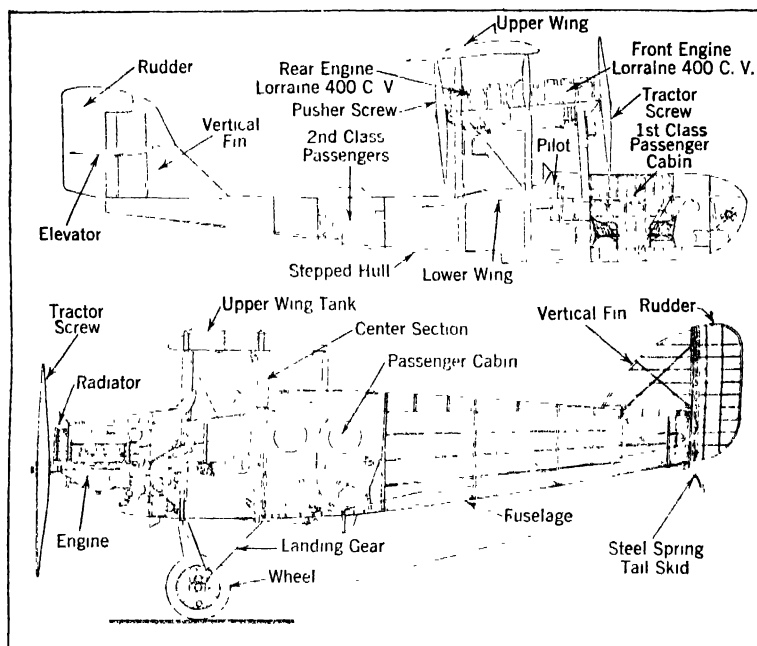 Upper Wing
Rudder
Rear Engine
Lorraine 400 C V
Front Engine
Lorraine 400 C. V.
Pusher Screw
Tractor
Screw
Vertical
Fin
2nd Class
Passengers
Pilot
1st Class
Passenger
Cabin
Elevator
Stepped Hull
Lower Wing
Tractor
Screw
Upper Wing Tank
Vertical Fin
Rudder
Center Section
Radiator
Passenger Cabin
Engine
Landing Gear
Fuselage
Wheel
Steel Spring
Tail Skid